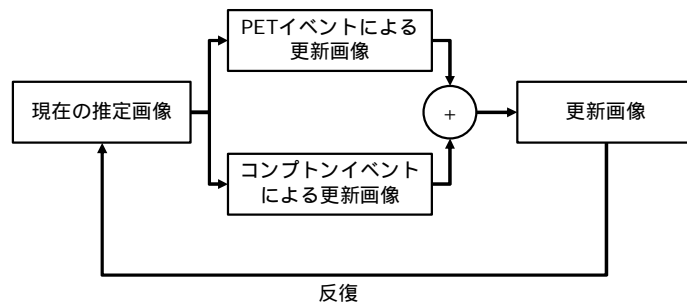 PETイベントによる
更新画像
現在の推定画像
+
更新画像
コンプトンイベント
による更新画像
反復